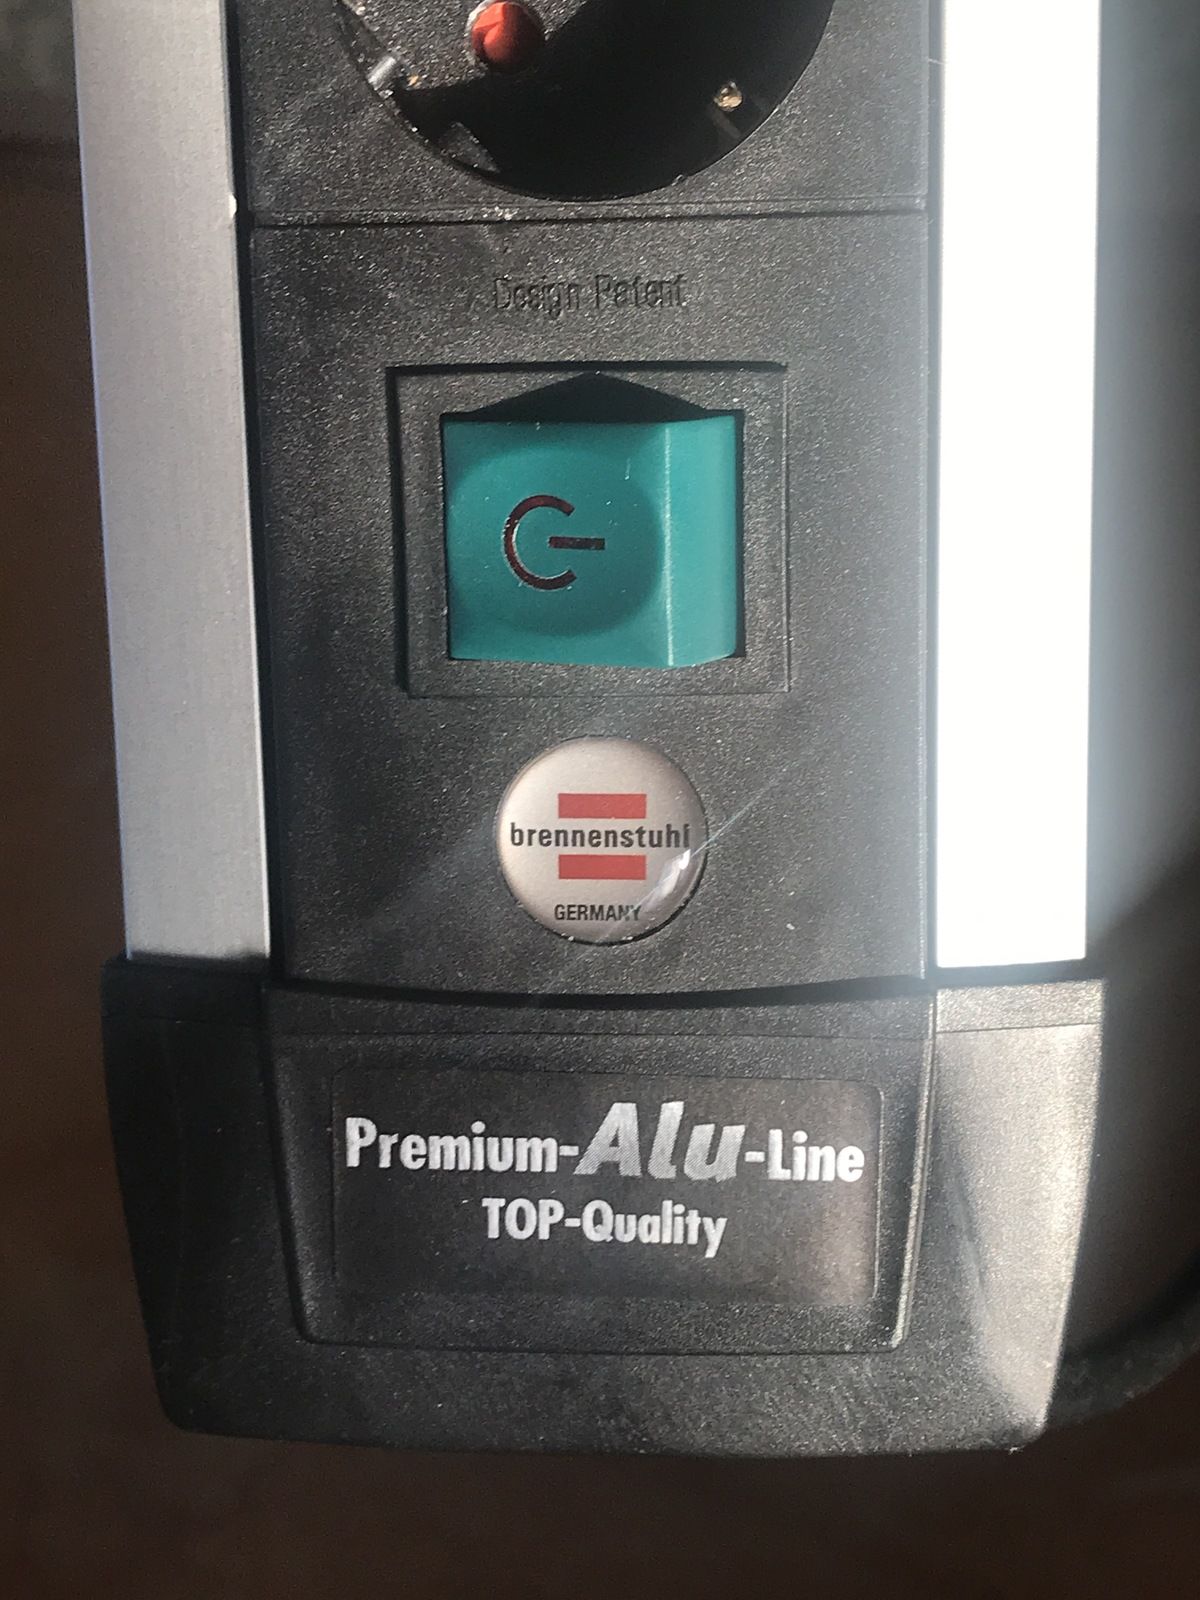 Design Patent
brennenstuhl
GERMANY
Premium-Alu-Line
TOP-Quality